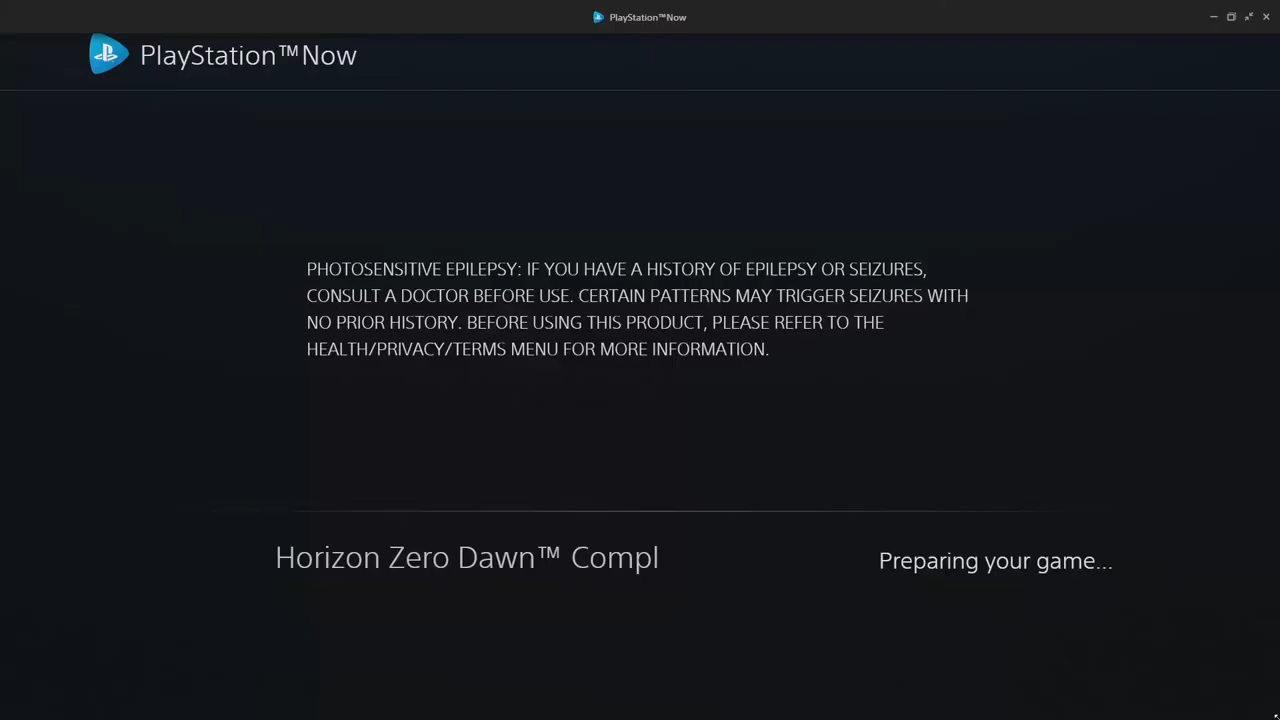 PlayStation™Now
PlayStation™Now
PHOTOSENSITIVE EPILEPSY: IF YOU HAVE A HISTORY OF EPILEPSY OR SEIZURES,
CONSULT A DOCTOR BEFORE USE. CERTAIN PATTERNS MAY TRIGGER SEIZURES WITH
NO PRIOR HISTORY. BEFORE USING THIS PRODUCT, PLEASE REFER TO THE
HEALTH/PRIVACY/TERMS MENU FOR MORE INFORMATION.
Horizon Zero Dawn™ Compl
Preparing your game...